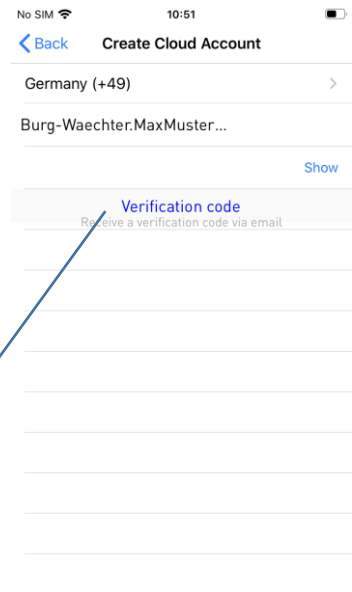 No SIM 10:51
Back Create Cloud Account
Germany (+49)
Burg-Waechter.MaxMuster...
Show
Verification code
Receive a verification code via email